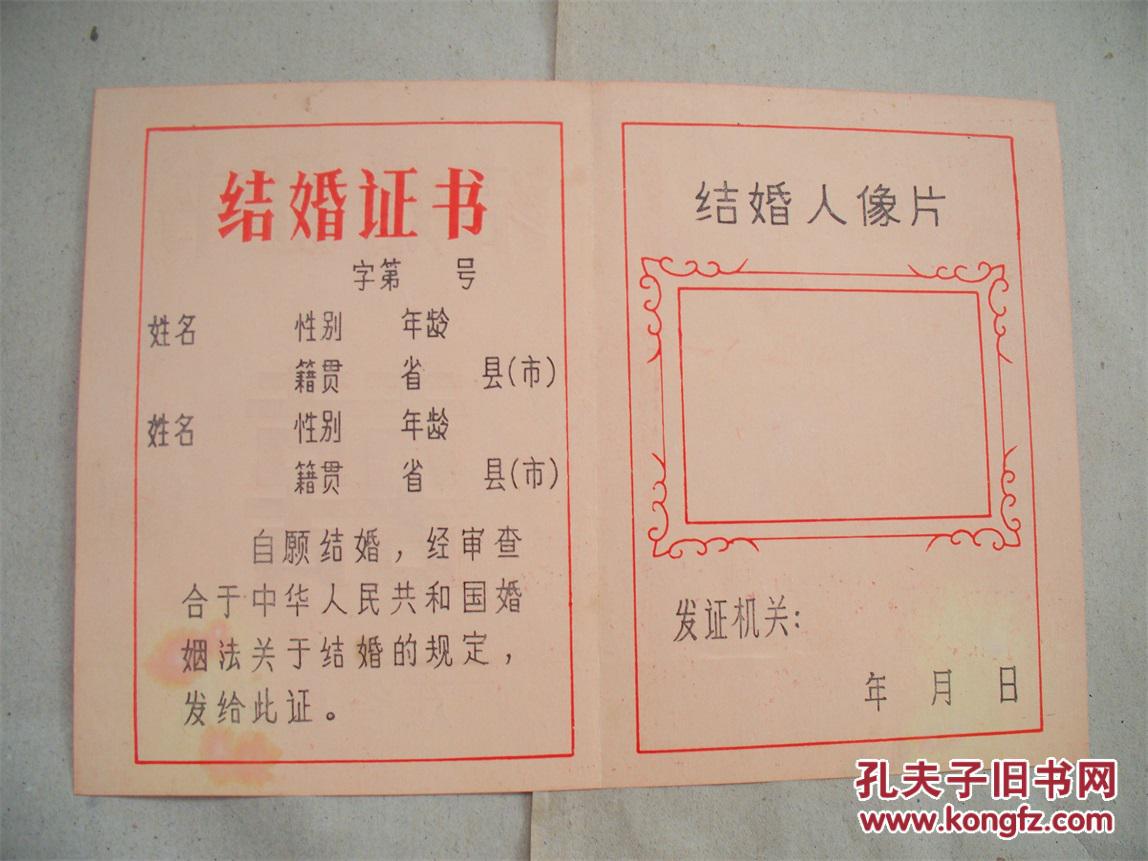 结婚证书
字第 号
姓名 性别 年龄
籍贯 省 县(市)
姓名 性别 年龄
籍贯 省 县(市)
自愿结婚，经审查
合于中华人民共和国婚
姻法关于结婚的规定，
发给此证。
结婚人像片
发证机关：
年 月 日
孔夫子旧书网
www.kongfz.com